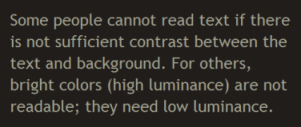 Some people cannot read text if there
is not sufficient contrast between the
text and background. For others,
bright colors (high luminance) are not
readable; they need low luminance.